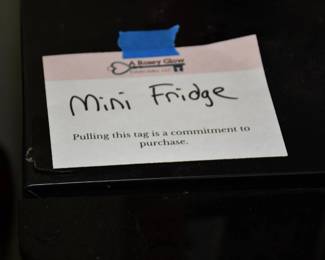 A Rosey Glow
Mini Fridge
Pulling this tag is a commitment to
purchase.